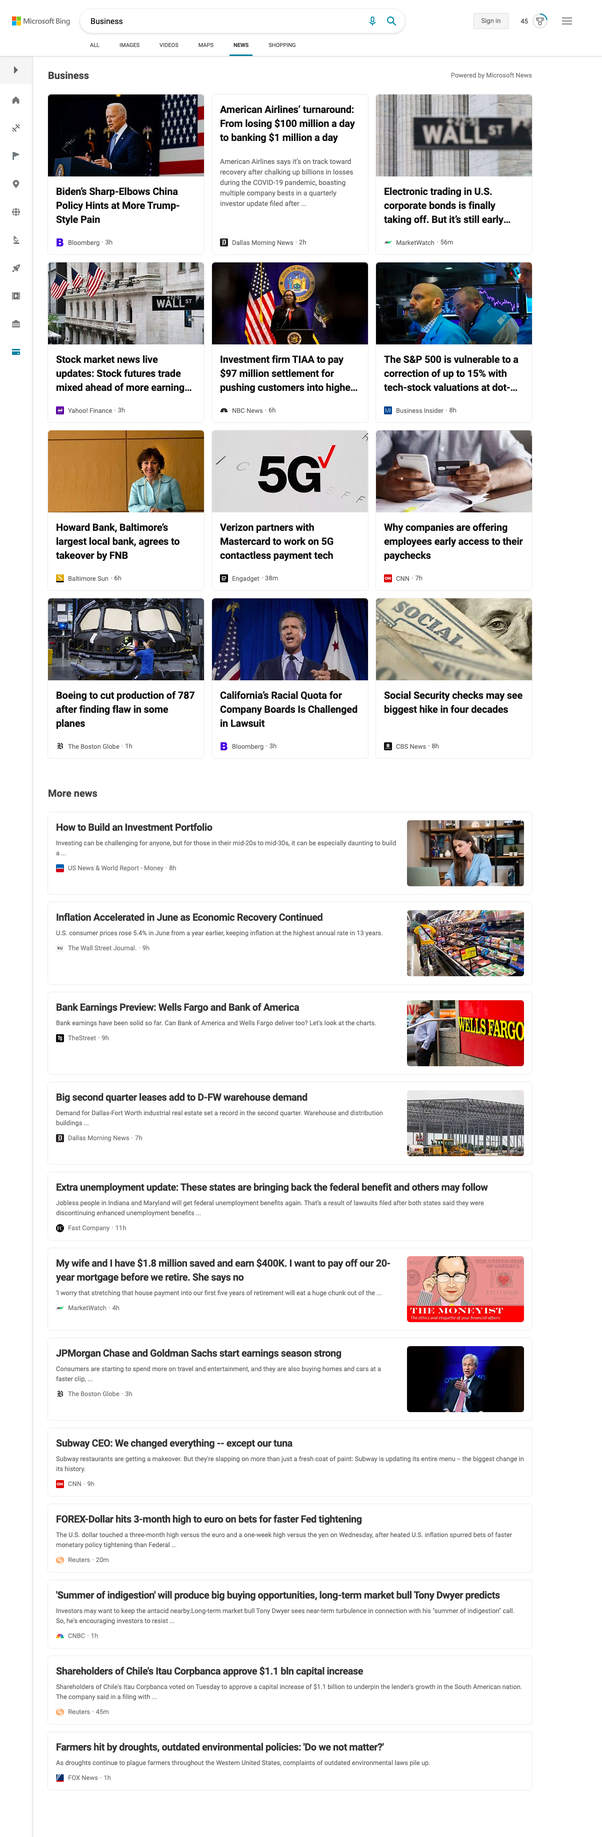 Microsoft Bing
Business
Sign in
45
ALL IMAGES VIDEOS MAPS NEWS SHOPPING
Business
Powered by Microsoft News
Biden's Sharp-Elbows China
Policy Hints at More Trump-
Style Pain
Bloomberg · 3h
American Airlines' turnaround:
From losing $100 million a day
to banking $1 million a day
American Airlines says it's on track toward
recovery after chalking up billions in losses
during the COVID-19 pandemic, boasting
multiple company bests in a quarterly
investor update filed after ...
Dallas Morning News · 2h
WALL ST
Electronic trading in U.S.
corporate bonds is finally
taking off. But it's still early...
MarketWatch · 56m
WALL ST
Stock market news live
updates: Stock futures trade
mixed ahead of more earning...
Yahoo! Finance · 3h
Investment firm TIAA to pay
$97 million settlement for
pushing customers into highe...
NBC News · 6h
The S&P 500 is vulnerable to a
correction of up to 15% with
tech-stock valuations at dot-...
Business Insider · 8h
Howard Bank, Baltimore's
largest local bank, agrees to
takeover by FNB
Baltimore Sun · 6h
5G
Verizon partners with
Mastercard to work on 5G
contactless payment tech
Engadget · 38m
Why companies are offering
employees early access to their
paychecks
CNN · 7h
Boeing to cut production of 787
after finding flaw in some
planes
The Boston Globe · 1h
California's Racial Quota for
Company Boards Is Challenged
in Lawsuit
Bloomberg · 3h
SOCIAL
Social Security checks may see
biggest hike in four decades
CBS News · 8h
More news
How to Build an Investment Portfolio
Investing can be challenging for anyone, but for those in their mid-20s to mid-30s, it can be especially daunting to build
a ...
US News & World Report - Money · 8h
Inflation Accelerated in June as Economic Recovery Continued
U.S. consumer prices rose 5.4% in June from a year earlier, keeping inflation at the highest annual rate in 13 years.
The Wall Street Journal. · 9h
Bank Earnings Preview: Wells Fargo and Bank of America
Bank earnings have been solid so far. Can Bank of America and Wells Fargo deliver too? Let's look at the charts.
TheStreet · 9h
WELLS FARGO
Big second quarter leases add to D-FW warehouse demand
Demand for Dallas-Fort Worth industrial real estate set a record in the second quarter. Warehouse and distribution
buildings ...
Dallas Morning News · 7h
Extra unemployment update: These states are bringing back the federal benefit and others may follow
Jobless people in Indiana and Maryland will get federal unemployment benefits again. That's a result of lawsuits filed after both states said they were
discontinuing enhanced unemployment benefits ...
Fast Company · 11h
My wife and I have $1.8 million saved and earn $400K. I want to pay off our 20-
year mortgage before we retire. She says no
'I worry that stretching that house payment into our first five years of retirement will eat a huge chunk out of the ...
MarketWatch · 4h
THE MONEYIST
The ethics and etiquette of your financial affairs
JPMorgan Chase and Goldman Sachs start earnings season strong
Consumers are starting to spend more on travel and entertainment, and they are also buying homes and cars at a
faster clip, ...
The Boston Globe · 3h
Subway CEO: We changed everything -- except our tuna
Subway restaurants are getting a makeover. But they're slapping on more than just a fresh coat of paint: Subway is updating its entire menu – the biggest change in
its history.
CNN · 9h
FOREX-Dollar hits 3-month high to euro on bets for faster Fed tightening
The U.S. dollar touched a three-month high versus the euro and a one-week high versus the yen on Wednesday, after heated U.S. inflation spurred bets of faster
monetary policy tightening than Federal ...
Reuters · 20m
'Summer of indigestion' will produce big buying opportunities, long-term market bull Tony Dwyer predicts
Investors may want to keep the antacid nearby.Long-term market bull Tony Dwyer sees near-term turbulence in connection with his "summer of indigestion" call.
So, he's encouraging investors to resist ...
CNBC · 1h
Shareholders of Chile's Itau Corpbanca approve $1.1 bln capital increase
Shareholders of Chile's Itau Corpbanca voted on Tuesday to approve a capital increase of $1.1 billion to underpin the lender's growth in the South American nation.
The company said in a filing with ...
Reuters · 45m
Farmers hit by droughts, outdated environmental policies: 'Do we not matter?'
As droughts continue to plague farmers throughout the Western United States, complaints of outdated environmental laws pile up.
FOX News · 1h